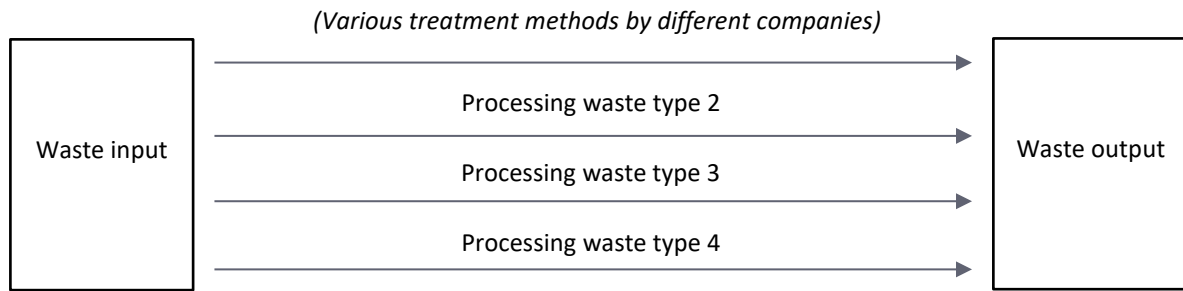 (Various treatment methods by different companies)
Processing waste type 2
Waste input
Waste output
Processing waste type 3
Processing waste type 4